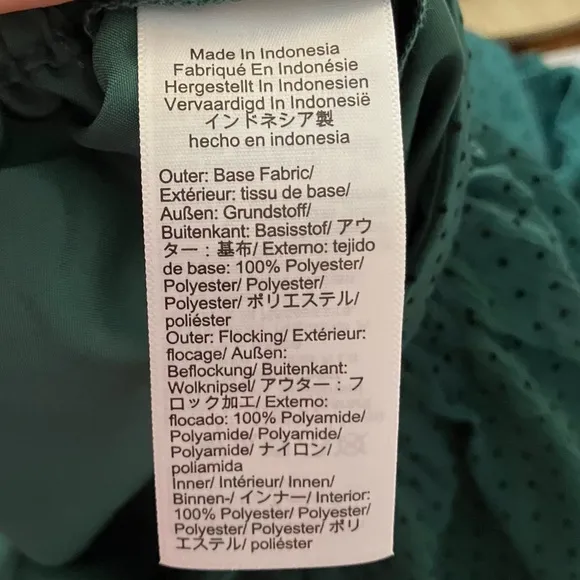 Made In Indonesia
Fabriqué En Indonésie
Hergestellt In Indonesien
Vervaardigd In Indonesië
インドネシア製
hecho en indonesia
Outer: Base Fabric/
Extérieur: tissu de base/
Außen: Grundstoff/
Buitenkant: Basisstof/ アウ
ター：基布/ Externo: tejido
de base: 100% Polyester/
Polyester/ Polyester/
Polyester/ ポリエステル/
poliéster
Outer: Flocking/ Extérieur:
flocage/ Außen:
Beflockung/ Buitenkant:
Wolknipsel/ アウター：フ
ロック加工/ Externo:
flocado: 100% Polyamide/
Polyamide/ Polyamide/
Polyamide/ ナイロン/
poliamida
Inner/ Intérieur/ Innen/
Binnen-/ インナー/ Interior:
100% Polyester/ Polyester/
Polyester/ Polyester/ ポリ
エステル/ poliéster